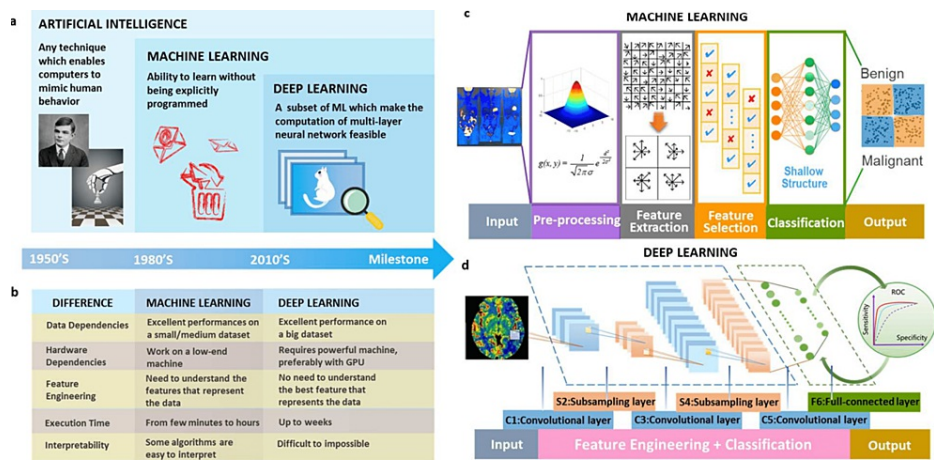 a
ARTIFICIAL INTELLIGENCE
Any technique
which enables
computers to
mimic human
behavior
MACHINE LEARNING
Ability to learn without
being explicitly
programmed
DEEP LEARNING
A subset of ML which make the
computation of multi-layer
neural network feasible
1950'S
1980'S
2010'S
Milestone
b
DIFFERENCE MACHINE LEARNING DEEP LEARNING
Data Dependencies
Excellent performances on
a small/medium dataset
Excellent performance on
a big dataset
Hardware
Dependencies
Work on a low-end
machine
Requires powerful machine,
preferably with GPU
Feature
Engineering
Need to understand the
features that represent
the data
No need to understand
the best feature that
represents the data
Execution Time
From few minutes to hours
Up to weeks
Interpretability
Some algorithms are
easy to interpret
Difficult to impossible
c
MACHINE LEARNING
g(x, y) = 1/√2πσ e^-d²/2σ²
Shallow
Structure
Benign
Malignant
Input
Pre-processing
Feature
Extraction
Feature
Selection
Classification
Output
d
DEEP LEARNING
ROC
Sensitivity
Specificity
S2:Subsampling layer
S4:Subsampling layer
F6:Full-connected layer
C1:Convolutional layer
C3:Convolutional layer
C5:Convolutional layer
Input
Feature Engineering + Classification
Output